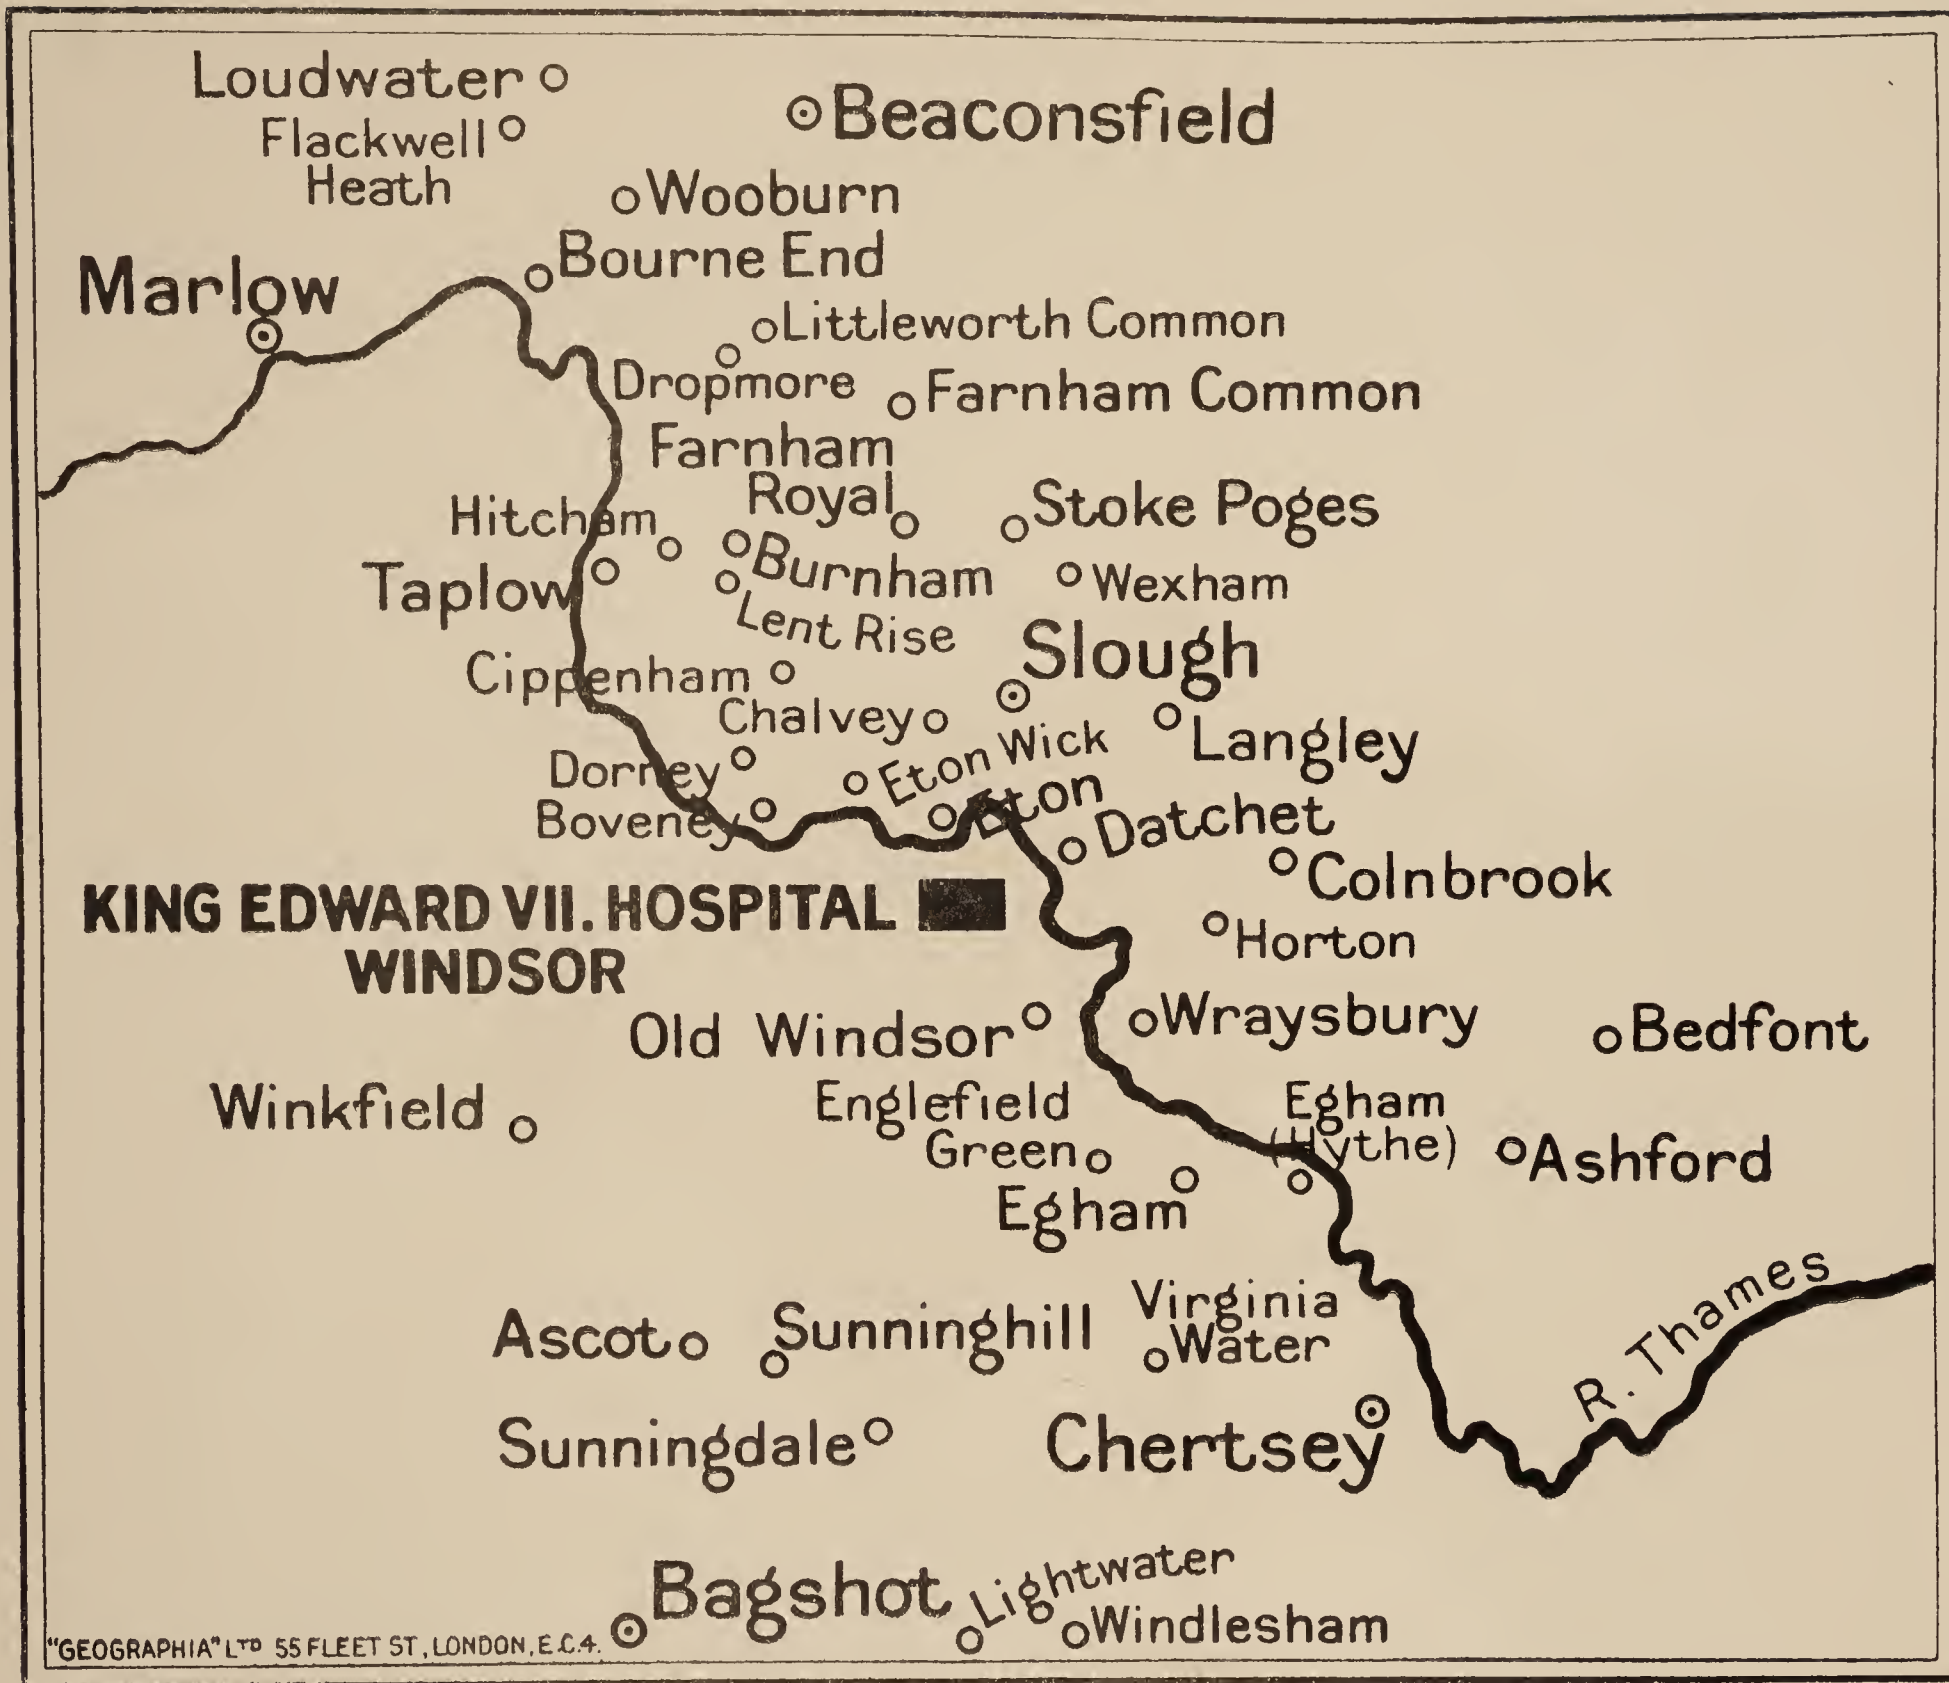 Loudwater
Beaconsfield
Flackwell
Heath
Wooburn
Bourne End
Marlow
Littleworth Common
Dropmore
Farnham Common
Farnham
Royal
Stoke Poges
Hitcham
Burnham
Taplow
Wexham
Lent Rise
Slough
Cippenham
Chalvey
Langley
Eton Wick
Dorney
Eton
Boveney
Datchet
Colnbrook
KING EDWARD VII. HOSPITAL
WINDSOR
Horton
Old Windsor
Wraysbury
Bedfont
Winkfield
Englefield
Green
Egham
(Hythe)
Ashford
Egham
R. Thames
Virginia
Water
Ascot
Sunninghill
Sunningdale
Chertsey
Bagshot
Lightwater
Windlesham
"GEOGRAPHIA" LTD 55 FLEET ST, LONDON, E.C.4.